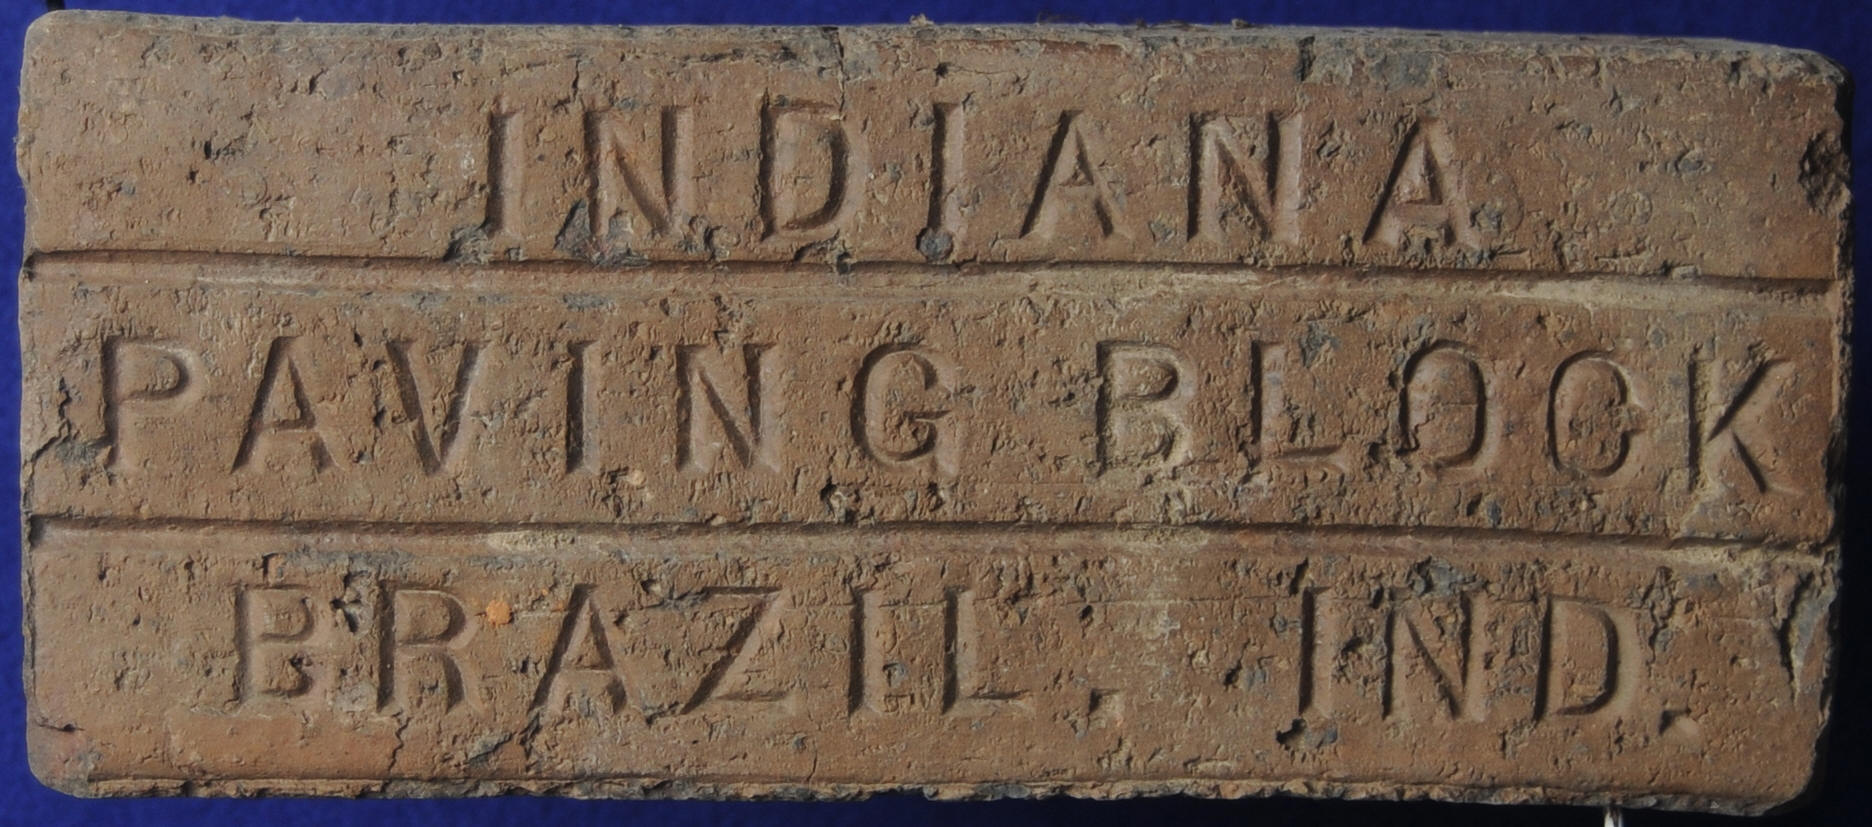 INDIANA
PAVING BLOCK
BRAZIL. IND.